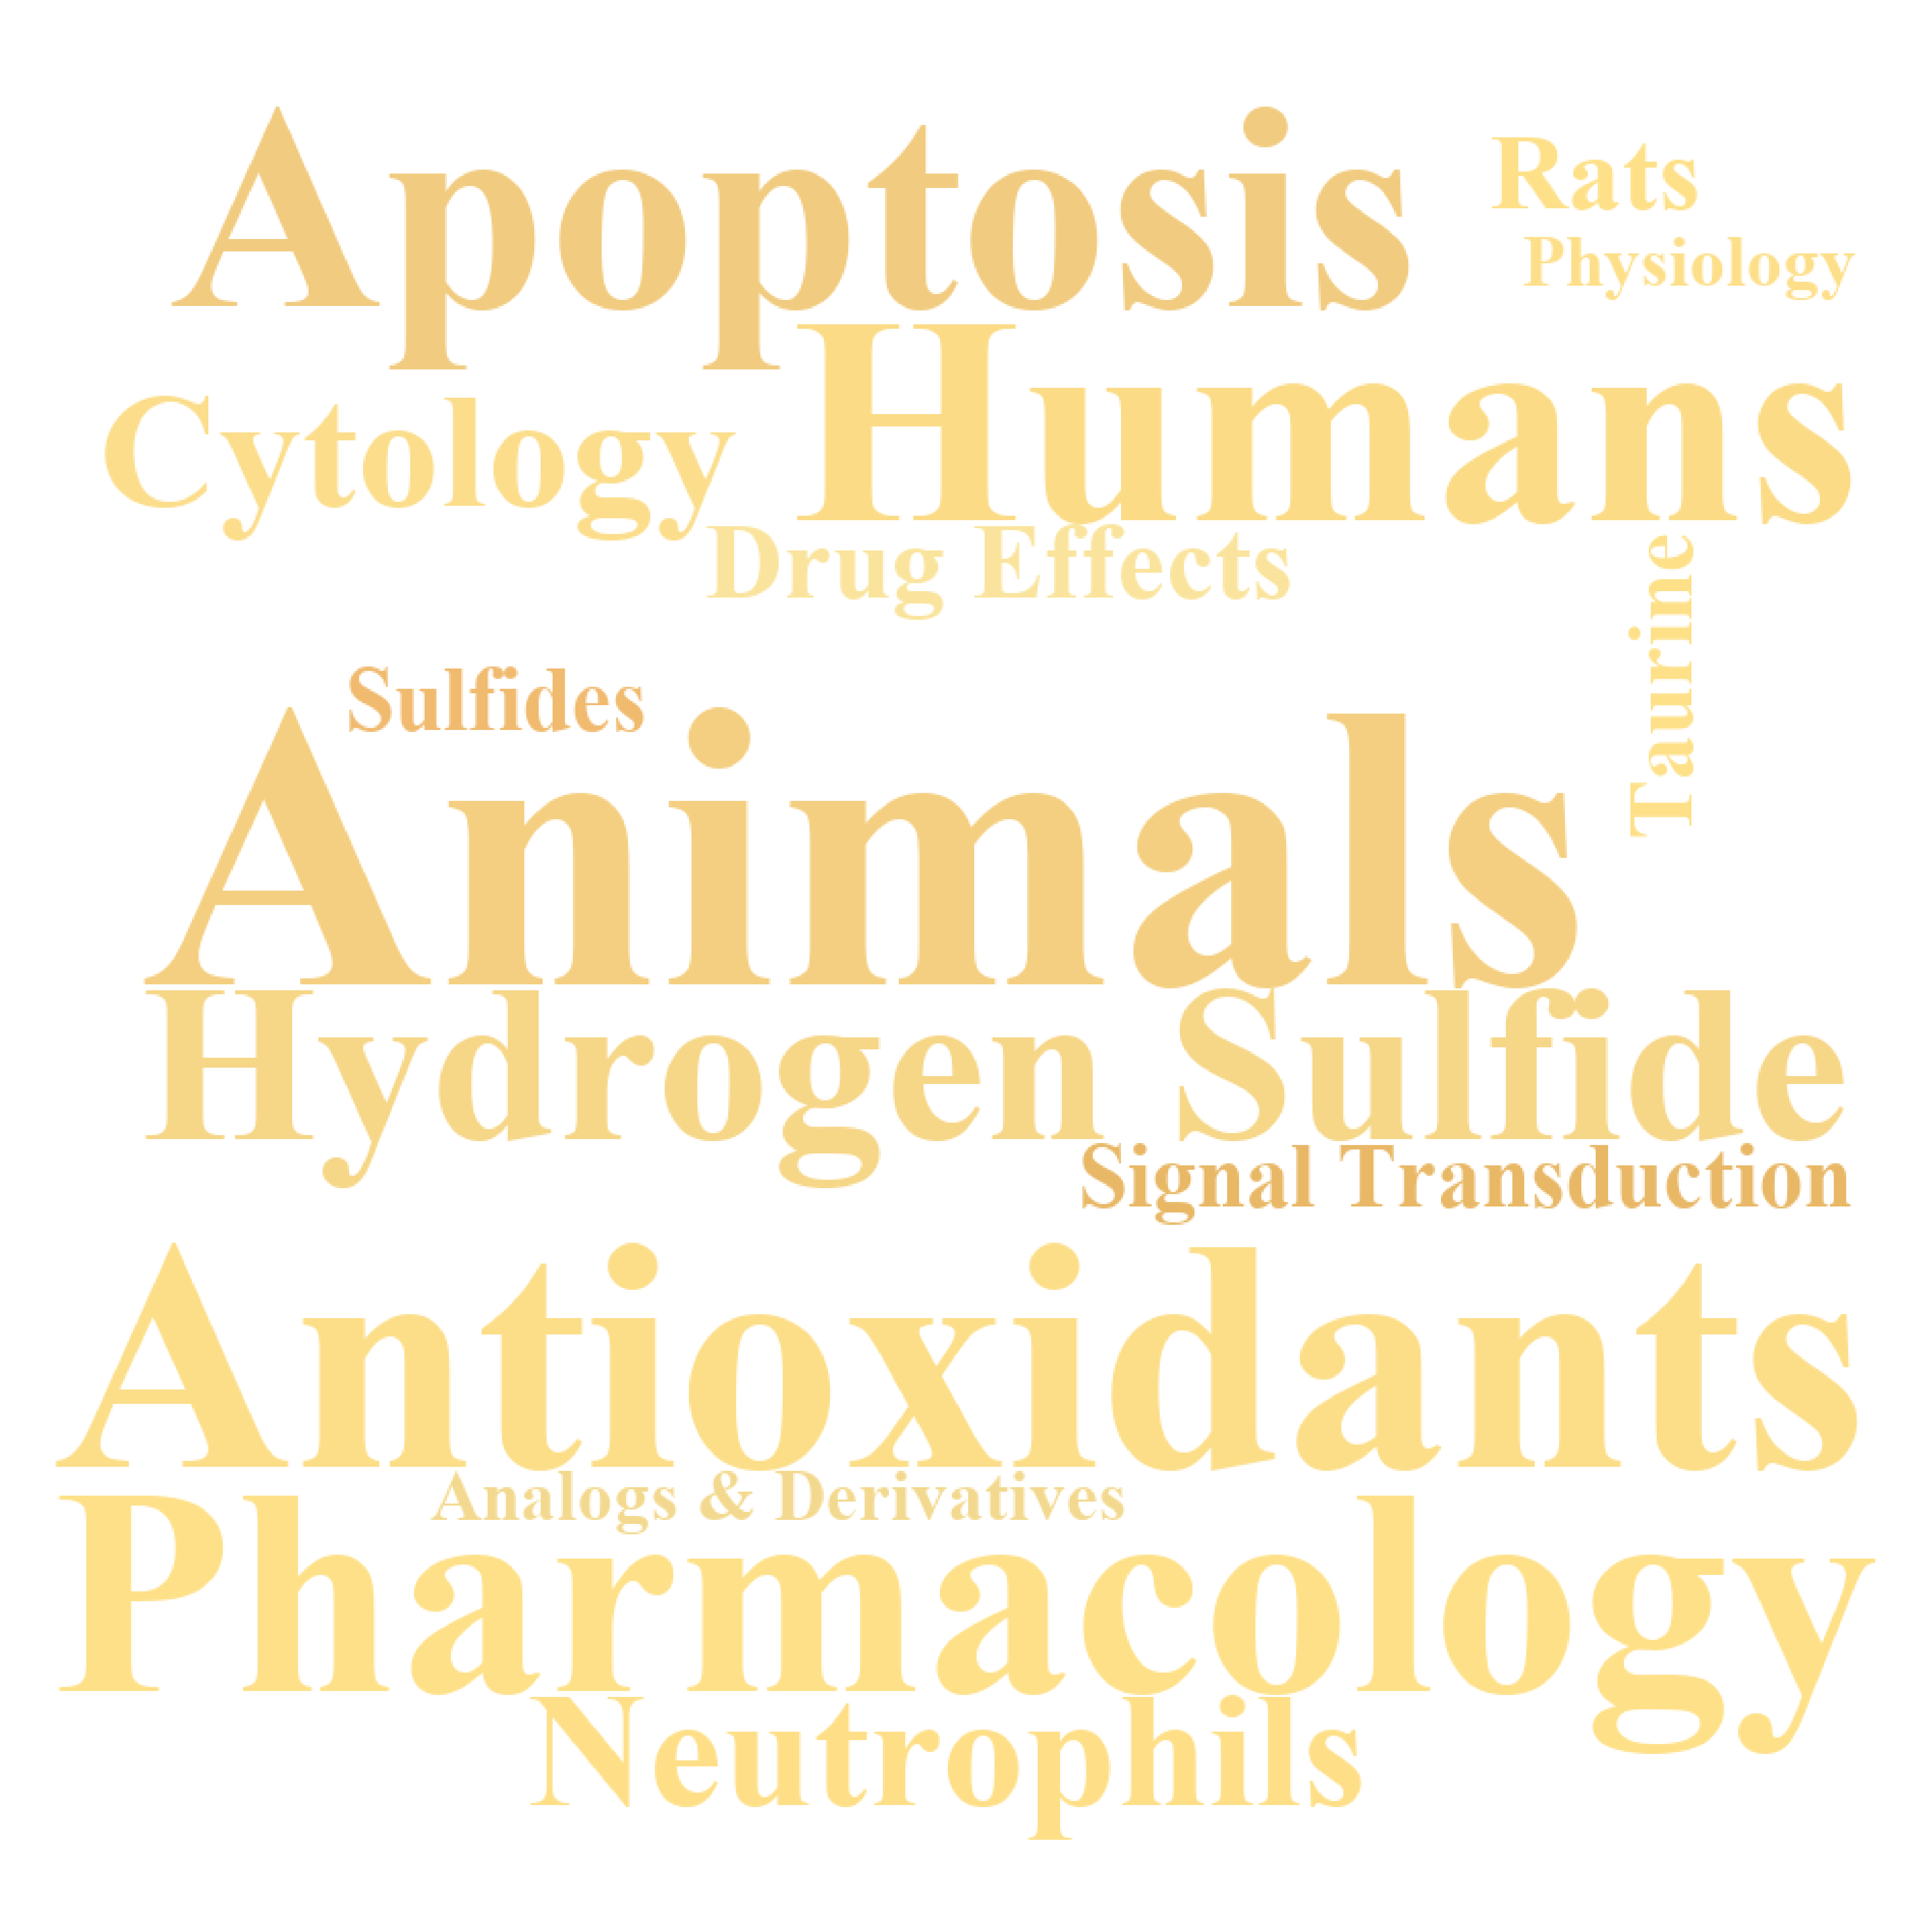 Apoptosis
Rats
Physiology
Humans
Cytology
Drug Effects
Taurine
Sulfides
Animals
Hydrogen Sulfide
Signal Transduction
Antioxidants
Analogs & Derivatives
Pharmacology
Neutrophils